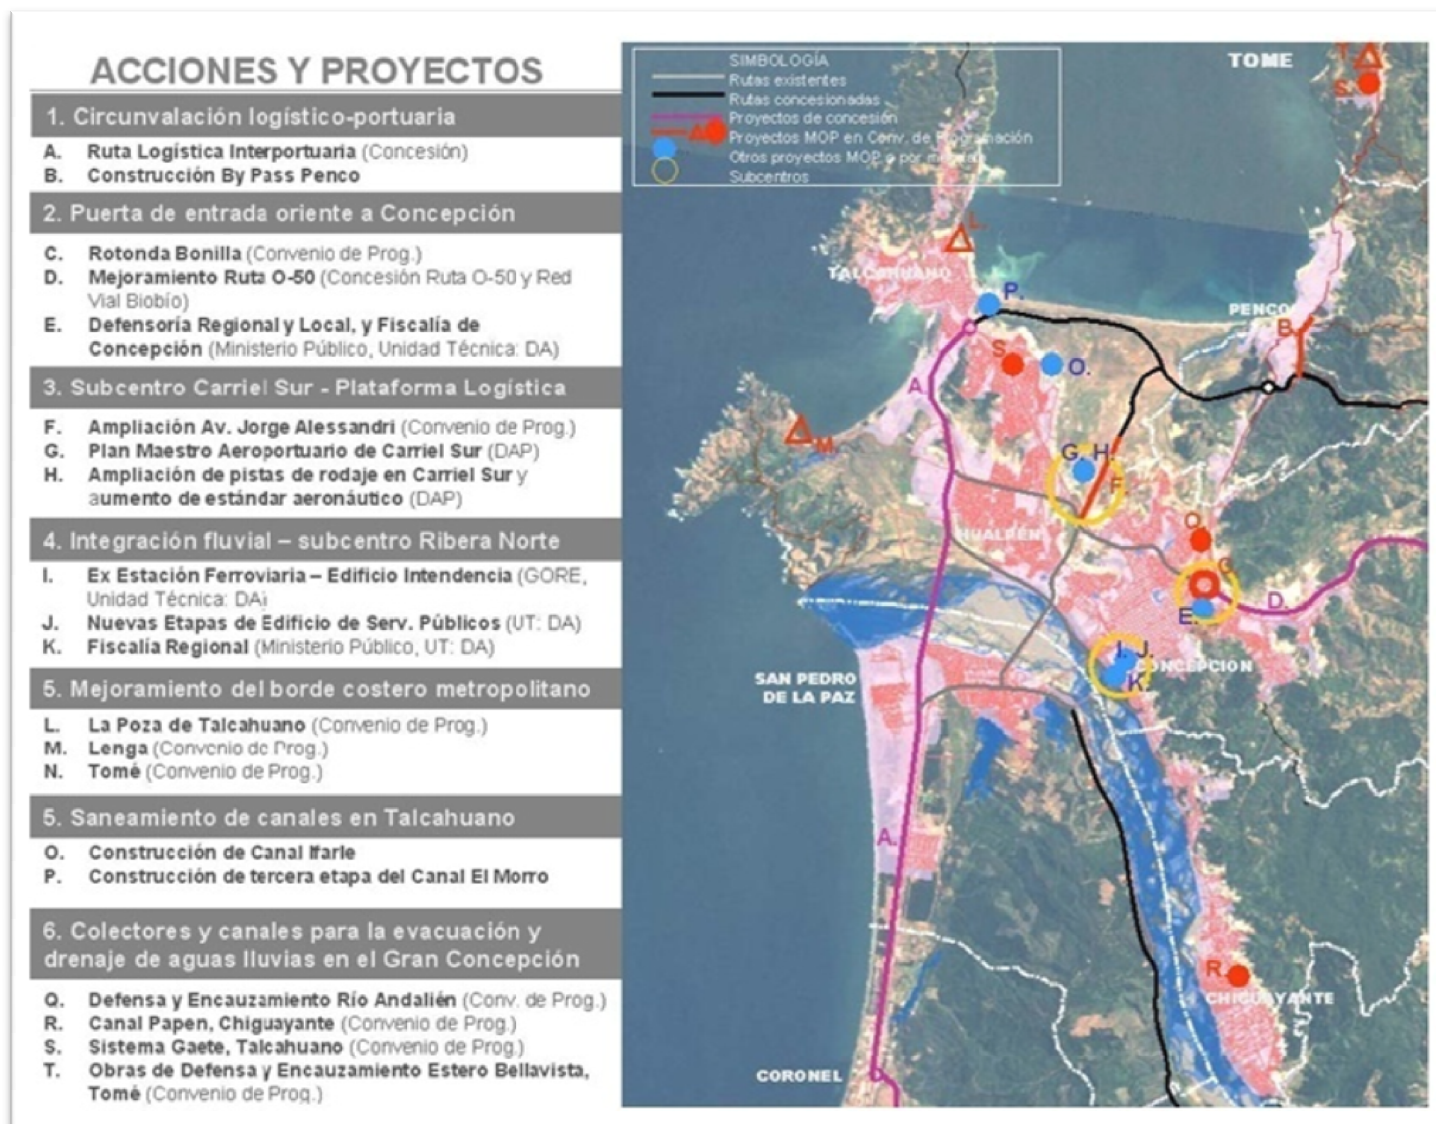 ACCIONES Y PROYECTOS
1. Circunvalación logístico-portuaria
A. Ruta Logística Interportuaria (Concesión)
B. Construcción By Pass Penco
2. Puerta de entrada oriente a Concepción
C. Rotonda Bonilla (Convenio de Prog.)
D. Mejoramiento Ruta O-50 (Concesión Ruta O-50 y Red
Vial Biobío)
E. Defensoría Regional y Local, y Fiscalía de
Concepción (Ministerio Público, Unidad Técnica: DA)
3. Subcentro Carriel Sur - Plataforma Logística
F. Ampliación Av. Jorge Alessandri (Convenio de Prog.)
G. Plan Maestro Aeroportuario de Carriel Sur (DAP)
H. Ampliación de pistas de rodaje en Carriel Sur y
aumento de estándar aeronáutico (DAP)
4. Integración fluvial – subcentro Ribera Norte
I. Ex Estación Ferroviaria – Edificio Intendencia (GORE,
Unidad Técnica: DA)
J. Nuevas Etapas de Edificio de Serv. Públicos (UT: DA)
K. Fiscalía Regional (Ministerio Público, UT: DA)
5. Mejoramiento del borde costero metropolitano
L. La Poza de Talcahuano (Convenio de Prog.)
M. Lenga (Convenio de Prog.)
N. Tomé (Convenio de Prog.)
5. Saneamiento de canales en Talcahuano
O. Construcción de Canal Ifarle
P. Construcción de tercera etapa del Canal El Morro
6. Colectores y canales para la evacuación y
drenaje de aguas lluvias en el Gran Concepción
Q. Defensa y Encauzamiento Río Andalién (Conv. de Prog.)
R. Canal Papen, Chiguayante (Convenio de Prog.)
S. Sistema Gaete, Talcahuano (Convenio de Prog.)
T. Obras de Defensa y Encauzamiento Estero Bellavista,
Tomé (Convenio de Prog.)
SIMBOLOGÍA
Rutas existentes
Rutas concesionadas
Proyectos de concesión
Proyectos MOP en Conv. de Programación
Otros proyectos MOP o por
Subcentros
TOME
T.
S.
L.
TALCAHUANO
P.
PENCO
B.
S.
O.
A.
M.
G. H.
F
HUALPEN
Q.
E.
D.
I. J.
CONCEPCION
K.
SAN PEDRO
DE LA PAZ
A.
R.
CHIGUAYANTE
CORONEL